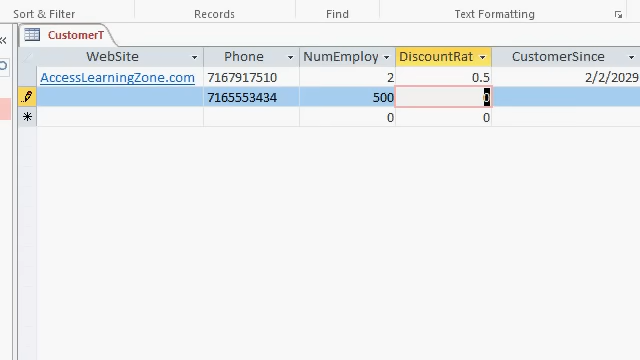 Sort & Filter Records Find Text Formatting
CustomerT
WebSite Phone NumEmploy DiscountRat CustomerSince
AccessLearningZone.com 7167917510 2 0.5 2/2/2029
7165553434 500 0
0 0